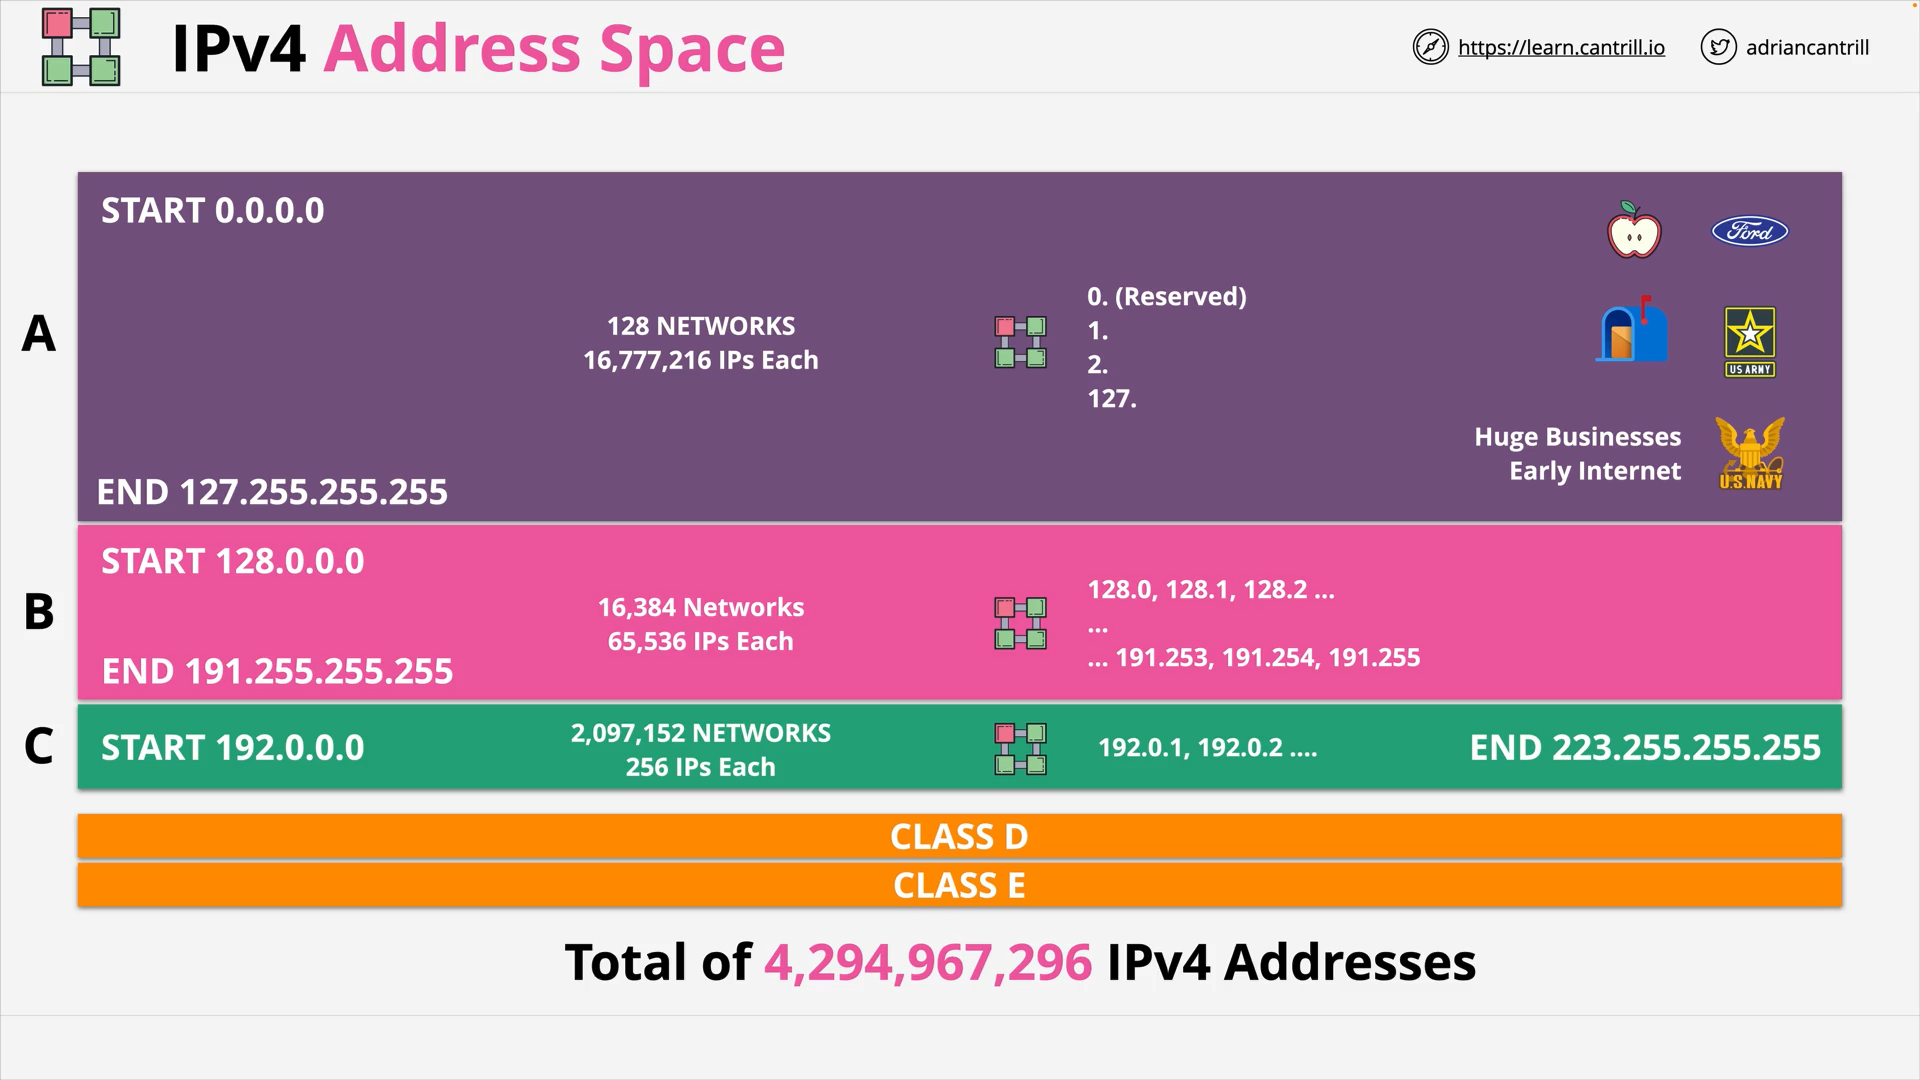 IPv4 Address Space
https://learn.cantrill.io
adriancantrill
A
START 0.0.0.0
128 NETWORKS
16,777,216 IPs Each
0. (Reserved)
1.
2.
127.
Ford
US ARMY
Huge Businesses
Early Internet
U.S.NAVY
END 127.255.255.255
B
START 128.0.0.0
16,384 Networks
65,536 IPs Each
128.0, 128.1, 128.2 ...
...
... 191.253, 191.254, 191.255
END 191.255.255.255
C
START 192.0.0.0
2,097,152 NETWORKS
256 IPs Each
192.0.1, 192.0.2 ....
END 223.255.255.255
CLASS D
CLASS E
Total of 4,294,967,296 IPv4 Addresses